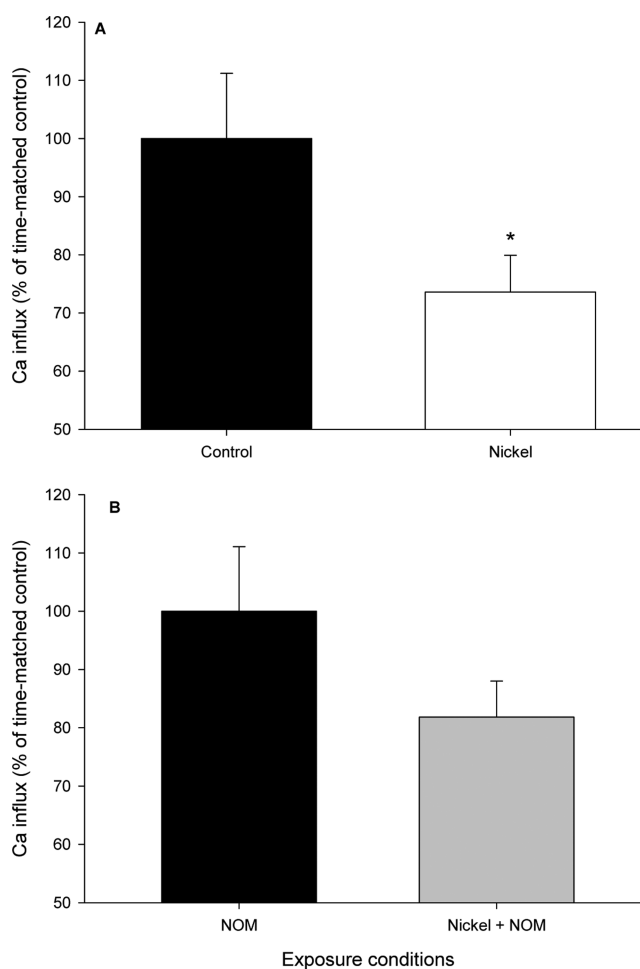 A
Ca influx (% of time-matched control)
120
110
100
90
80
70
60
50
*
Control
Nickel
B
Ca influx (% of time-matched control)
120
110
100
90
80
70
60
50
NOM
Nickel + NOM
Exposure conditions